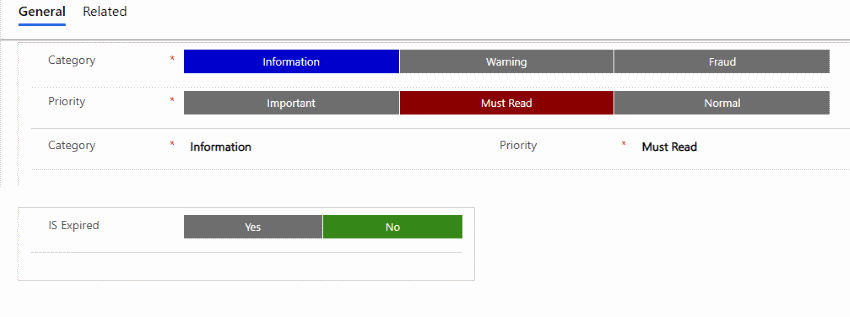 General Related
Category * Information Warning Fraud
Priority * Important Must Read Normal
Category * Information Priority * Must Read
IS Expired Yes No